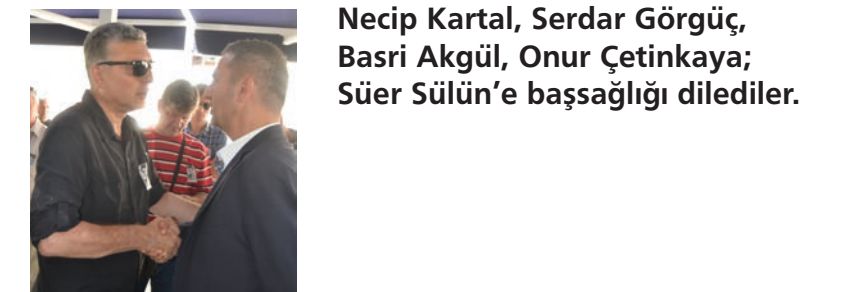 Necip Kartal, Serdar Görgüç,
Basri Akgül, Onur Çetinkaya;
Süer Sülün’e başsağlığı dilediler.